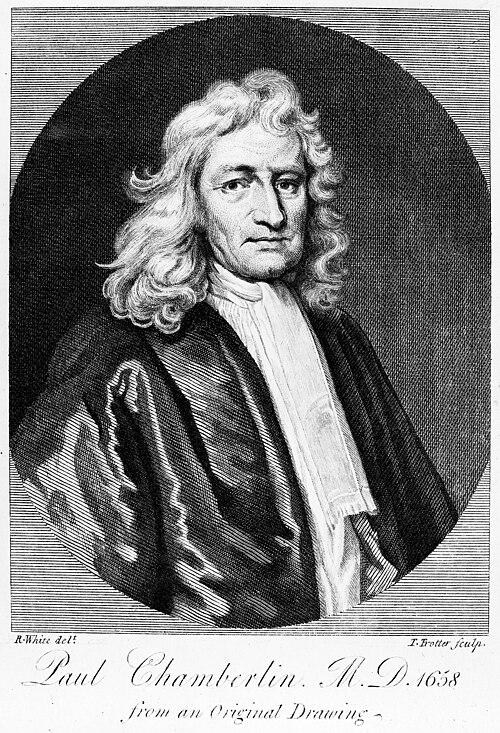 R. White delt.
T. Trotter sculp.
Paul Chamberlin. M.D. 1658
from an Original Drawing